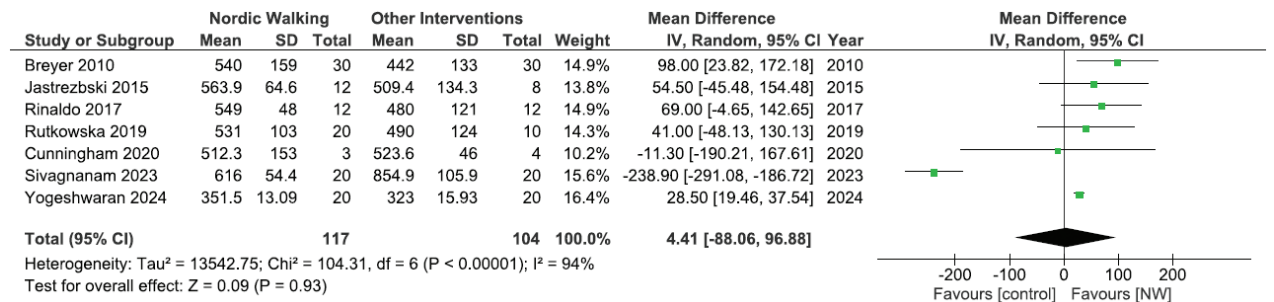 Nordic Walking Other Interventions Mean Difference Mean Difference
Study or Subgroup Mean SD Total Mean SD Total Weight IV, Random, 95% CI Year IV, Random, 95% CI
Breyer 2010 540 159 30 442 133 30 14.9% 98.00 [23.82, 172.18] 2010
Jastrezbski 2015 563.9 64.6 12 509.4 134.3 8 13.8% 54.50 [-45.48, 154.48] 2015
Rinaldo 2017 549 48 12 480 121 12 14.9% 69.00 [-4.65, 142.65] 2017
Rutkowska 2019 531 103 20 490 124 10 14.3% 41.00 [-48.13, 130.13] 2019
Cunningham 2020 512.3 153 3 523.6 46 4 10.2% -11.30 [-190.21, 167.61] 2020
Sivagnanam 2023 616 54.4 20 854.9 105.9 20 15.6% -238.90 [-291.08, -186.72] 2023
Yogeshwaran 2024 351.5 13.09 20 323 15.93 20 16.4% 28.50 [19.46, 37.54] 2024
Total (95% CI) 117 104 100.0% 4.41 [-88.06, 96.88]
Heterogeneity: Tau² = 13542.75; Chi² = 104.31, df = 6 (P < 0.00001); I² = 94%
Test for overall effect: Z = 0.09 (P = 0.93)
-200 -100 0 100 200
Favours [control] Favours [NW]